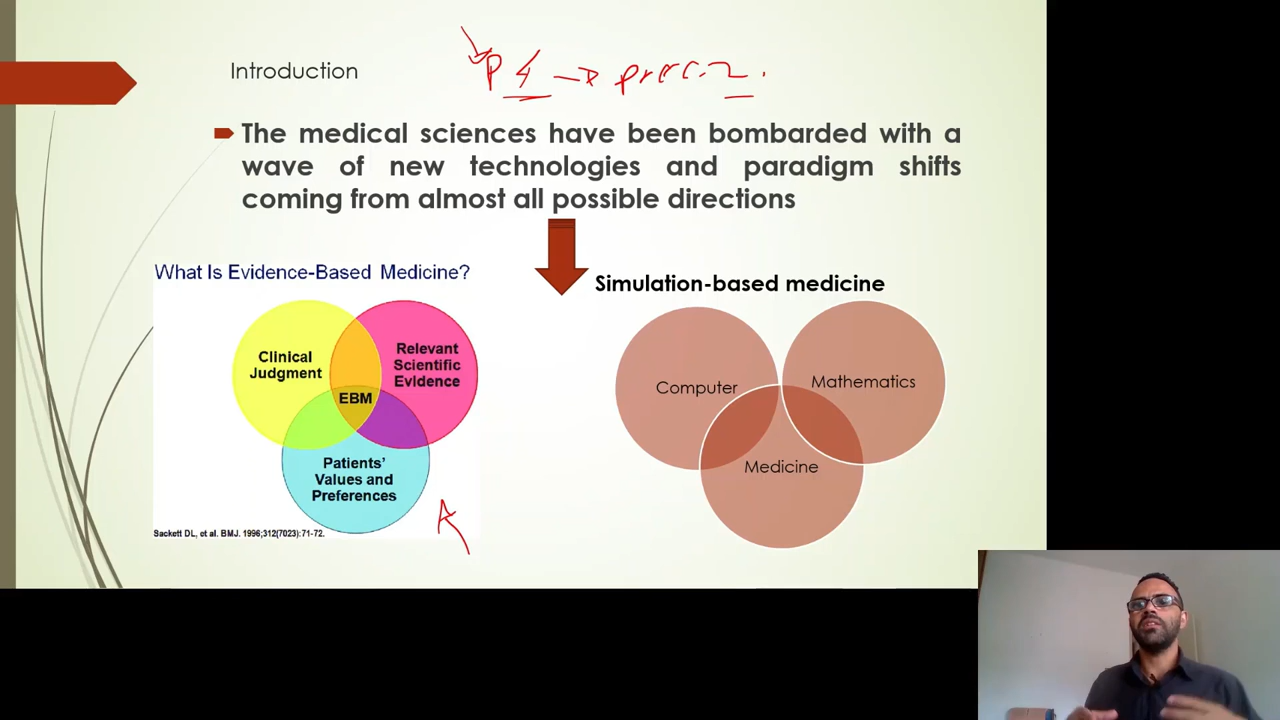 Introduction
P4
The medical sciences have been bombarded with a
wave of new technologies and paradigm shifts
coming from almost all possible directions
What Is Evidence-Based Medicine?
Clinical
Judgment
Relevant
Scientific
Evidence
EBM
Patients'
Values and
Preferences
Sackett DL, et al. BMJ. 1996;312(7023):71-72.
Simulation-based medicine
Computer
Mathematics
Medicine